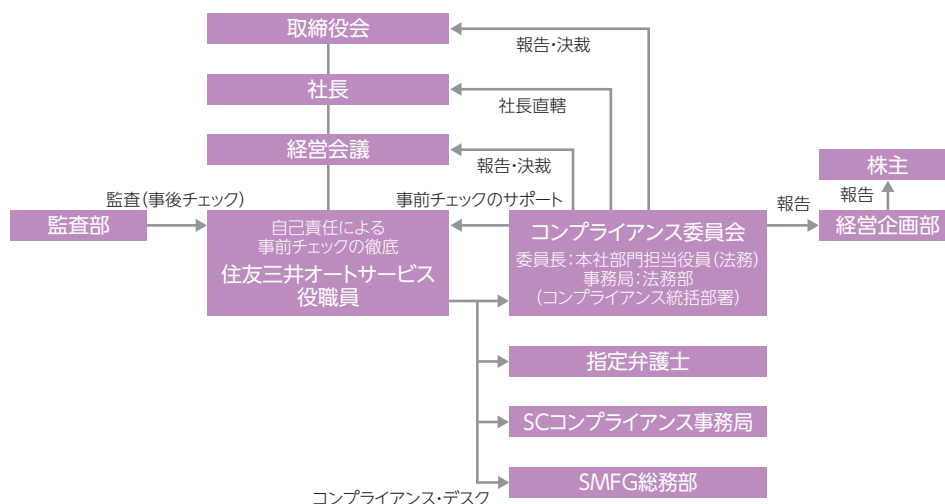 取締役会
報告・決裁
社長
社長直轄
経営会議
報告・決裁
株主
監査(事後チェック)
事前チェックのサポート
報告
報告
監査部
自己責任による
事前チェックの徹底
住友三井オートサービス
役職員
コンプライアンス委員会
委員長:本社部門担当役員(法務)
事務局:法務部
(コンプライアンス統括部署)
経営企画部
指定弁護士
SCコンプライアンス事務局
SMFG総務部
コンプライアンス・デスク